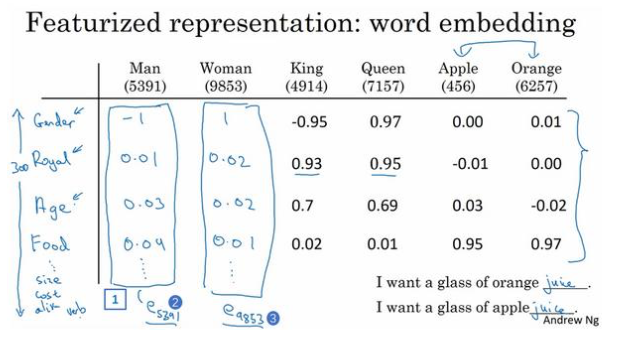 Featurized representation: word embedding
Man Woman King Queen Apple Orange
(5391) (9853) (4914) (7157) (456) (6257)
Gender -1 1 -0.95 0.97 0.00 0.01
300 Royal 0.01 0.02 0.93 0.95 -0.01 0.00
Age 0.03 0.02 0.7 0.69 0.03 -0.02
Food 0.04 0.01 0.02 0.01 0.95 0.97
size
cost
alive verb
1 e5391 2 e9853 3
I want a glass of orange juice.
I want a glass of apple juice.
Andrew Ng